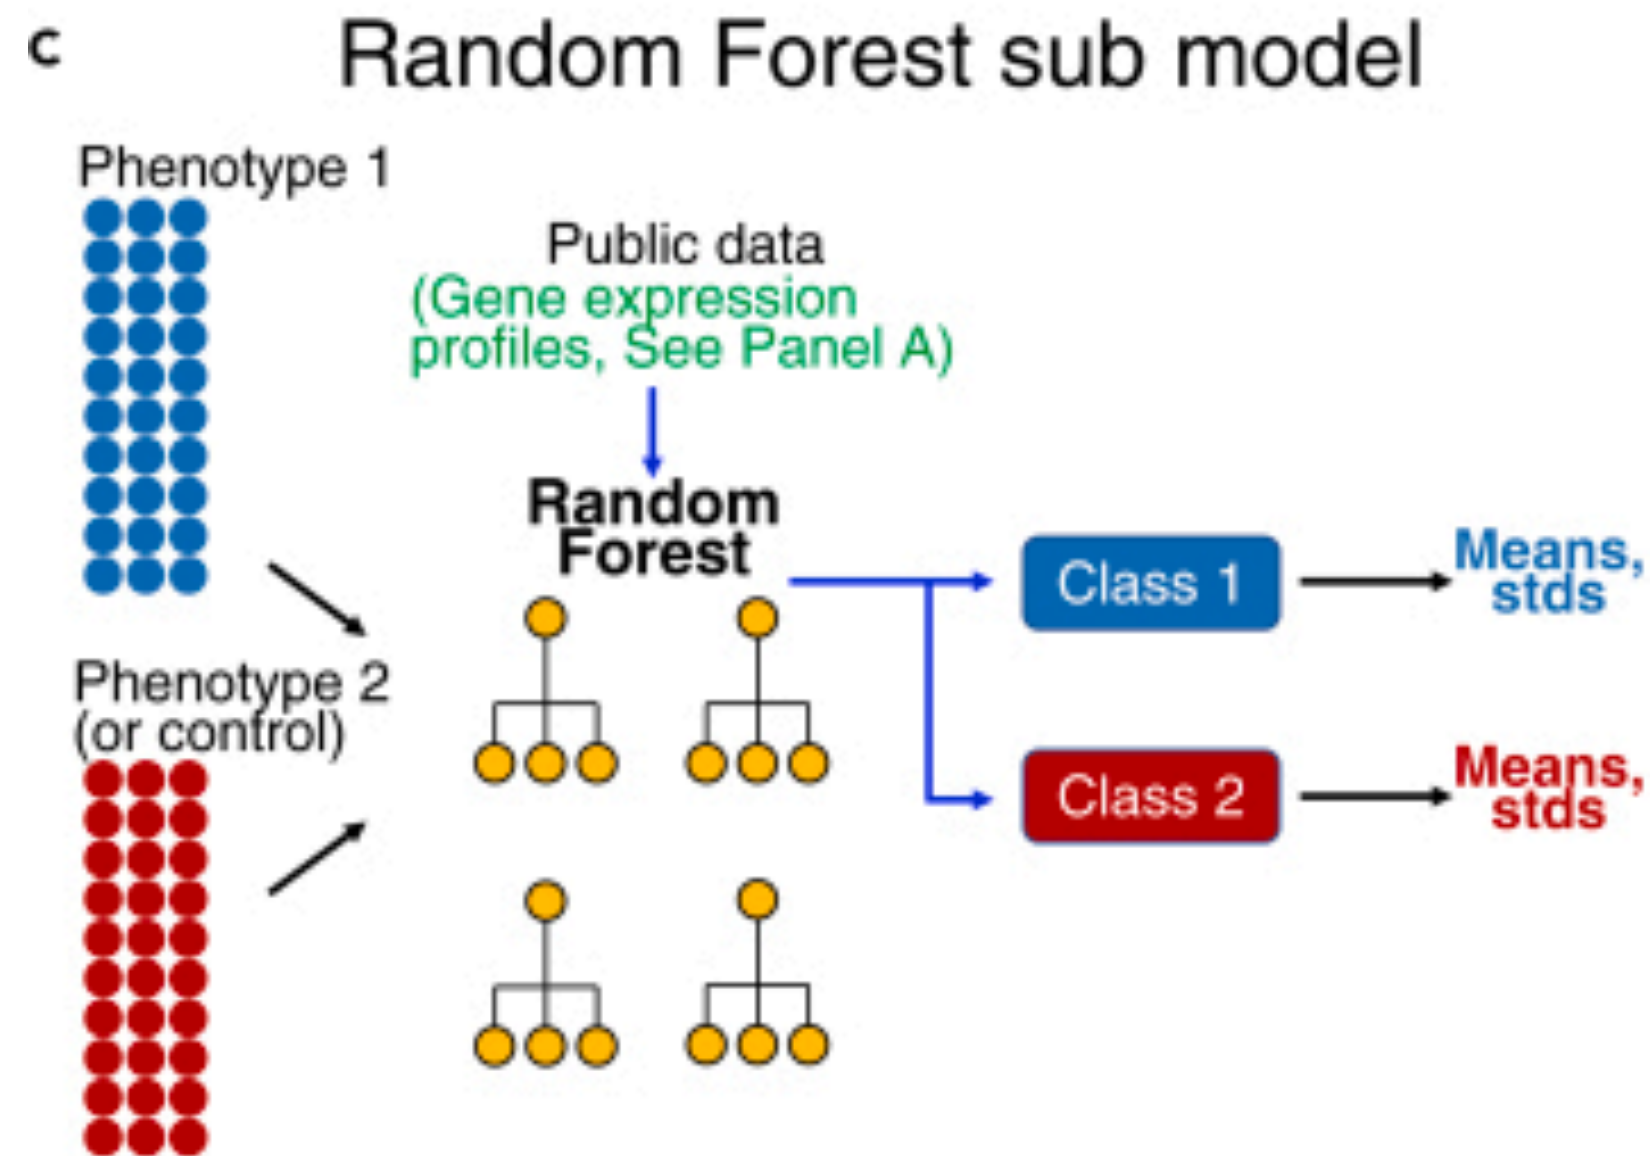 c
Random Forest sub model
Phenotype 1
Public data
(Gene expression
profiles, See Panel A)
Random
Forest
Class 1
Means,
stds
Phenotype 2
(or control)
Class 2
Means,
stds